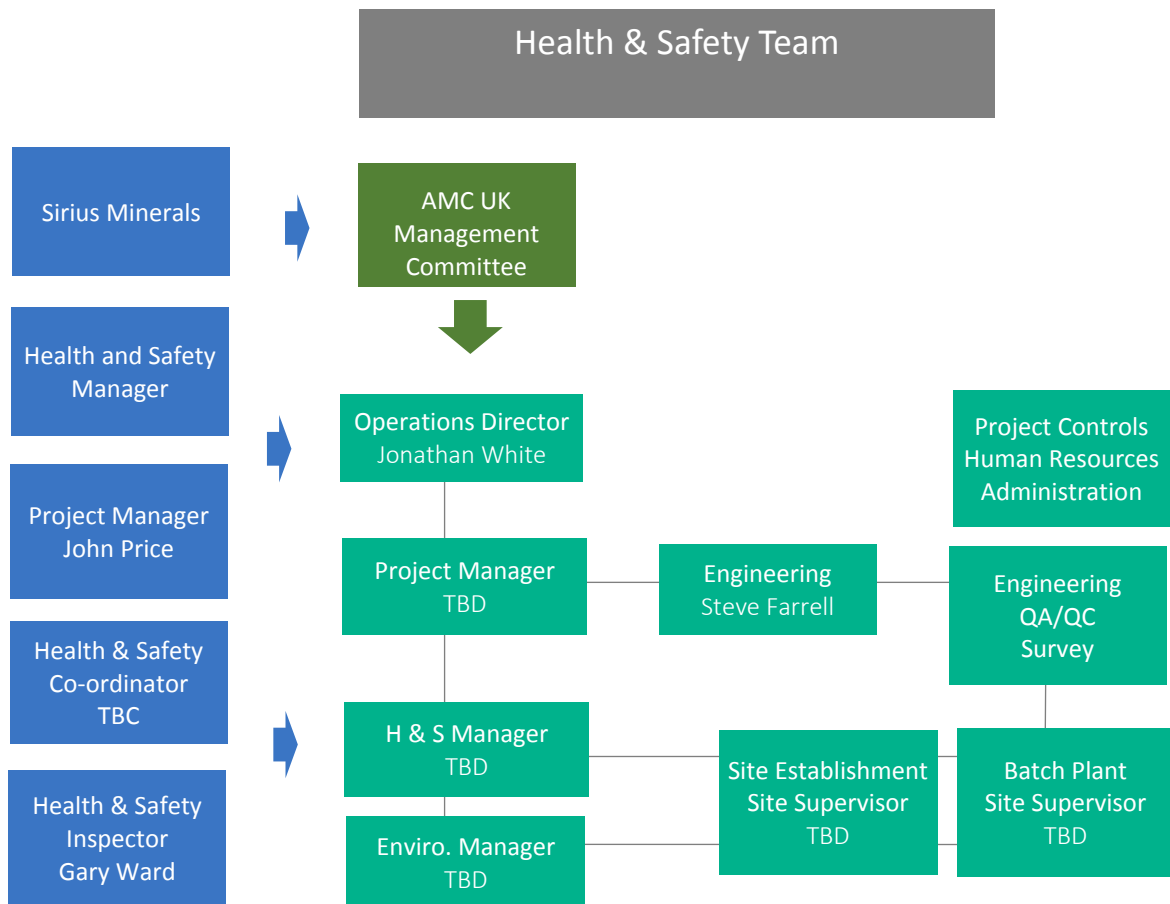 Health & Safety Team
Sirius Minerals
AMC UK
Management
Committee
Health and Safety
Manager
Operations Director
Jonathan White
Project Controls
Human Resources
Administration
Project Manager
John Price
Project Manager
TBD
Engineering
Steve Farrell
Engineering
QA/QC
Survey
Health & Safety
Co-ordinator
TBC
H & S Manager
TBD
Site Establishment
Site Supervisor
TBD
Batch Plant
Site Supervisor
TBD
Health & Safety
Inspector
Gary Ward
Enviro. Manager
TBD